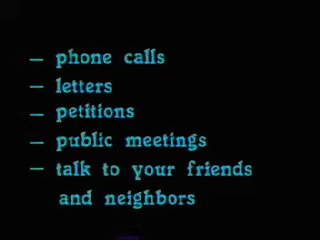 — phone calls
— letters
— petitions
— public meetings
— talk to your friends
and neighbors